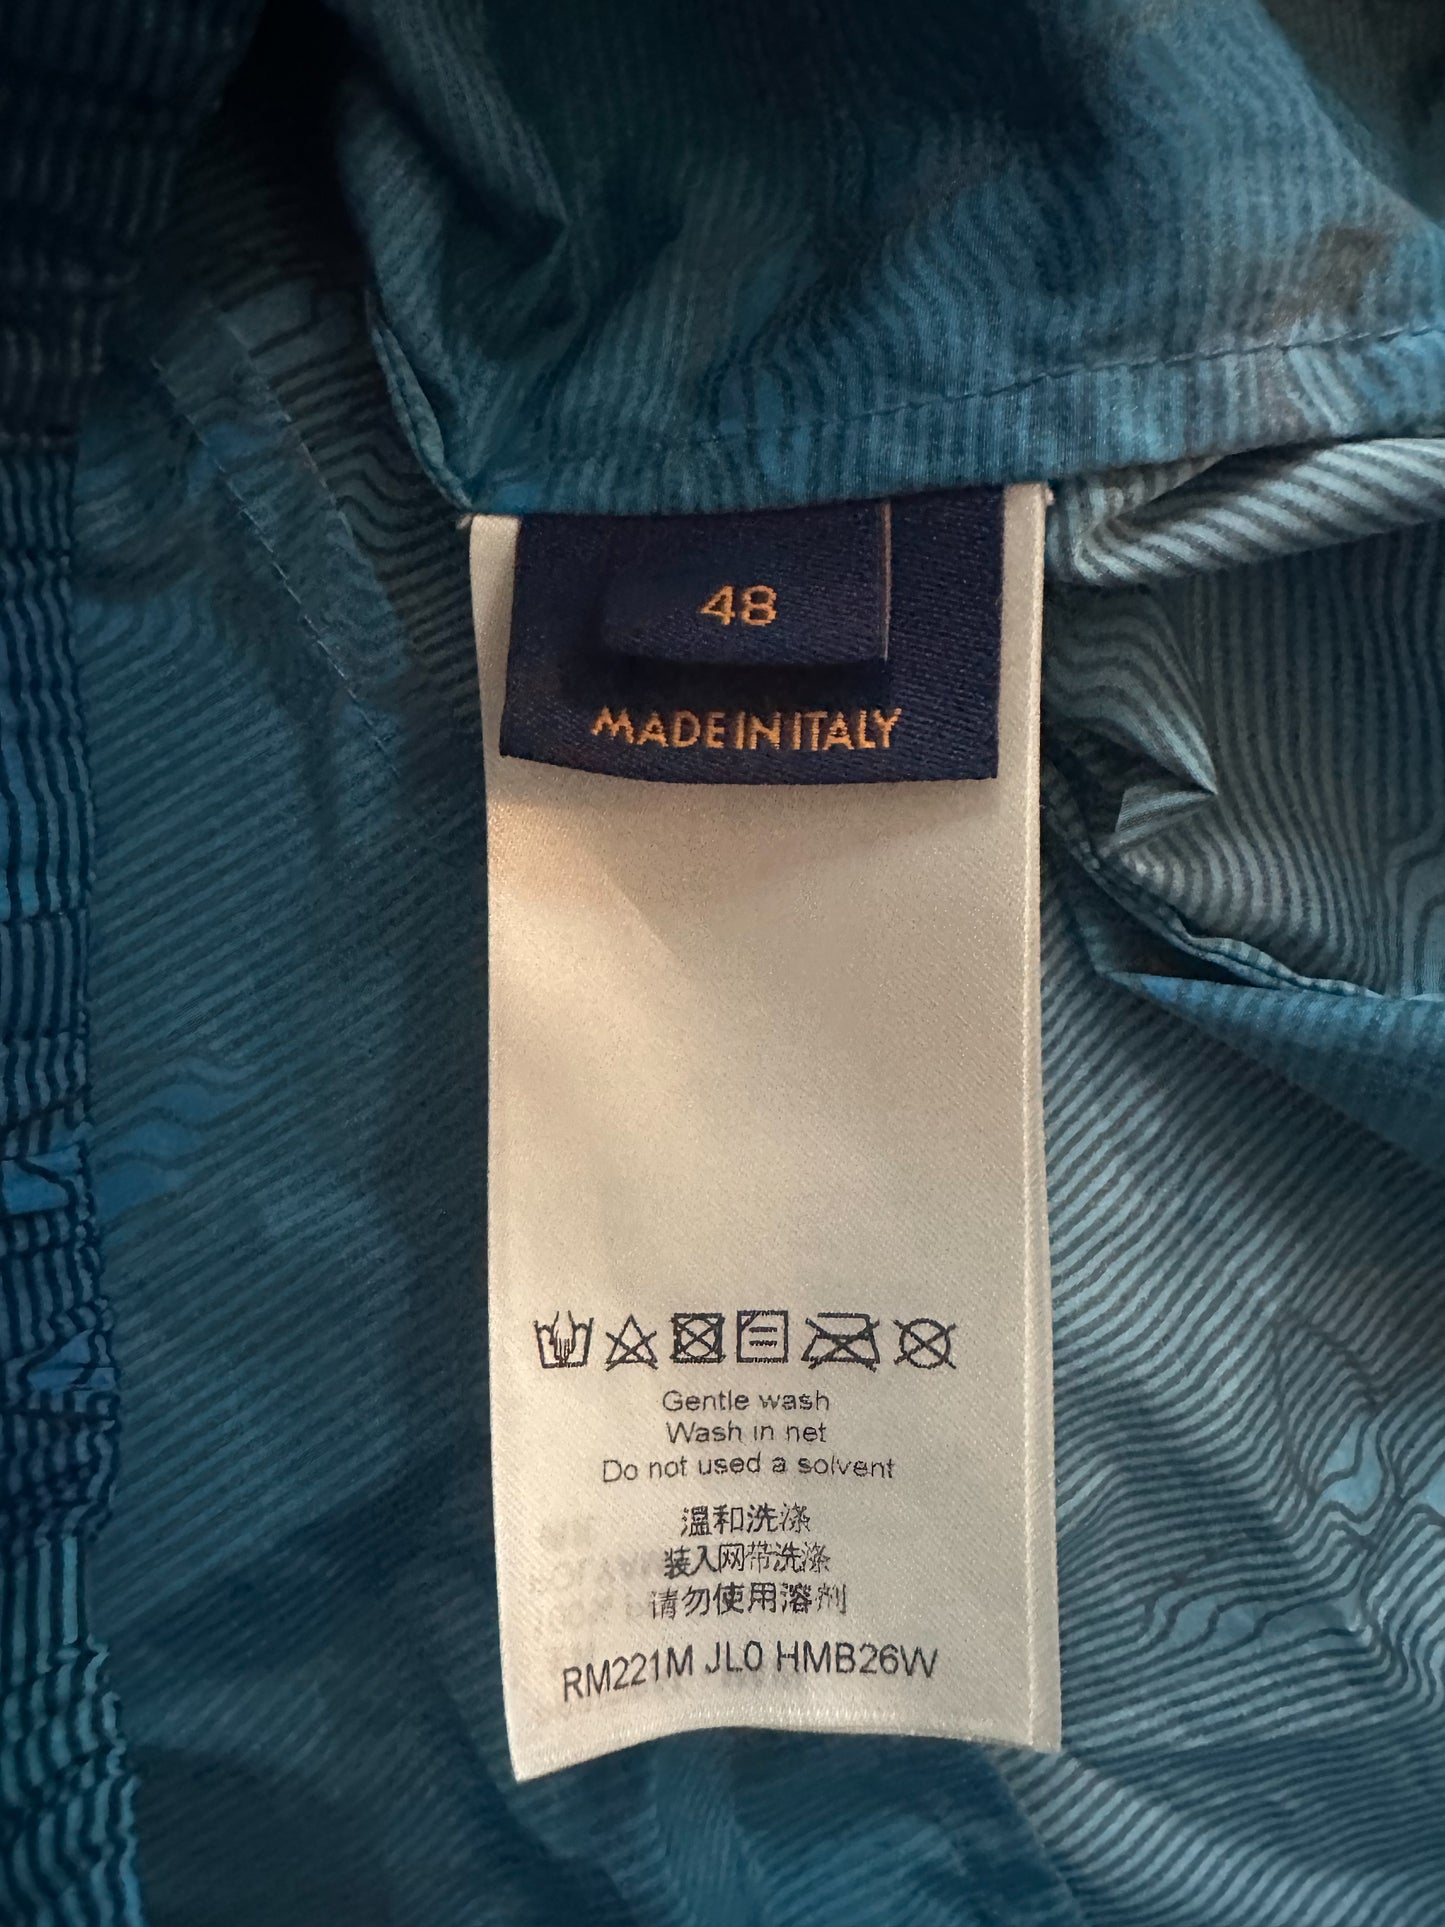 48
MADE IN ITALY
Gentle wash
Wash in net
Do not used a solvent
温和洗涤
装入网带洗涤
请勿使用溶剂
RM221M JL0 HMB26W